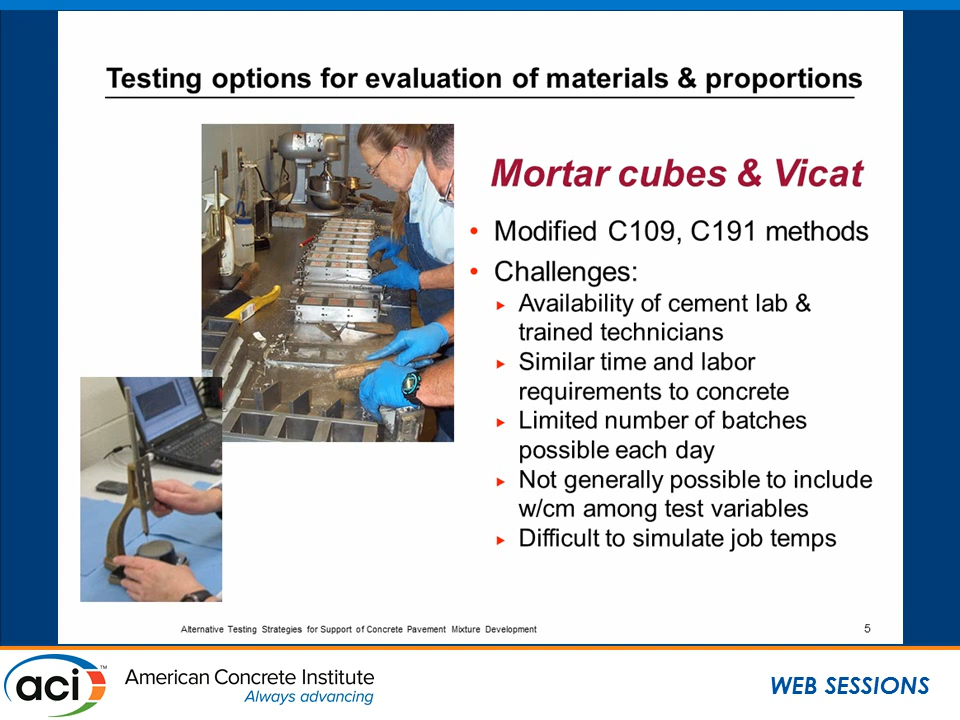 Testing options for evaluation of materials & proportions
Mortar cubes & Vicat
• Modified C109, C191 methods
• Challenges:
► Availability of cement lab &
trained technicians
► Similar time and labor
requirements to concrete
► Limited number of batches
possible each day
► Not generally possible to include
w/cm among test variables
► Difficult to simulate job temps
Alternative Testing Strategies for Support of Concrete Pavement Mixture Development
5
aci™
American Concrete Institute
Always advancing
WEB SESSIONS